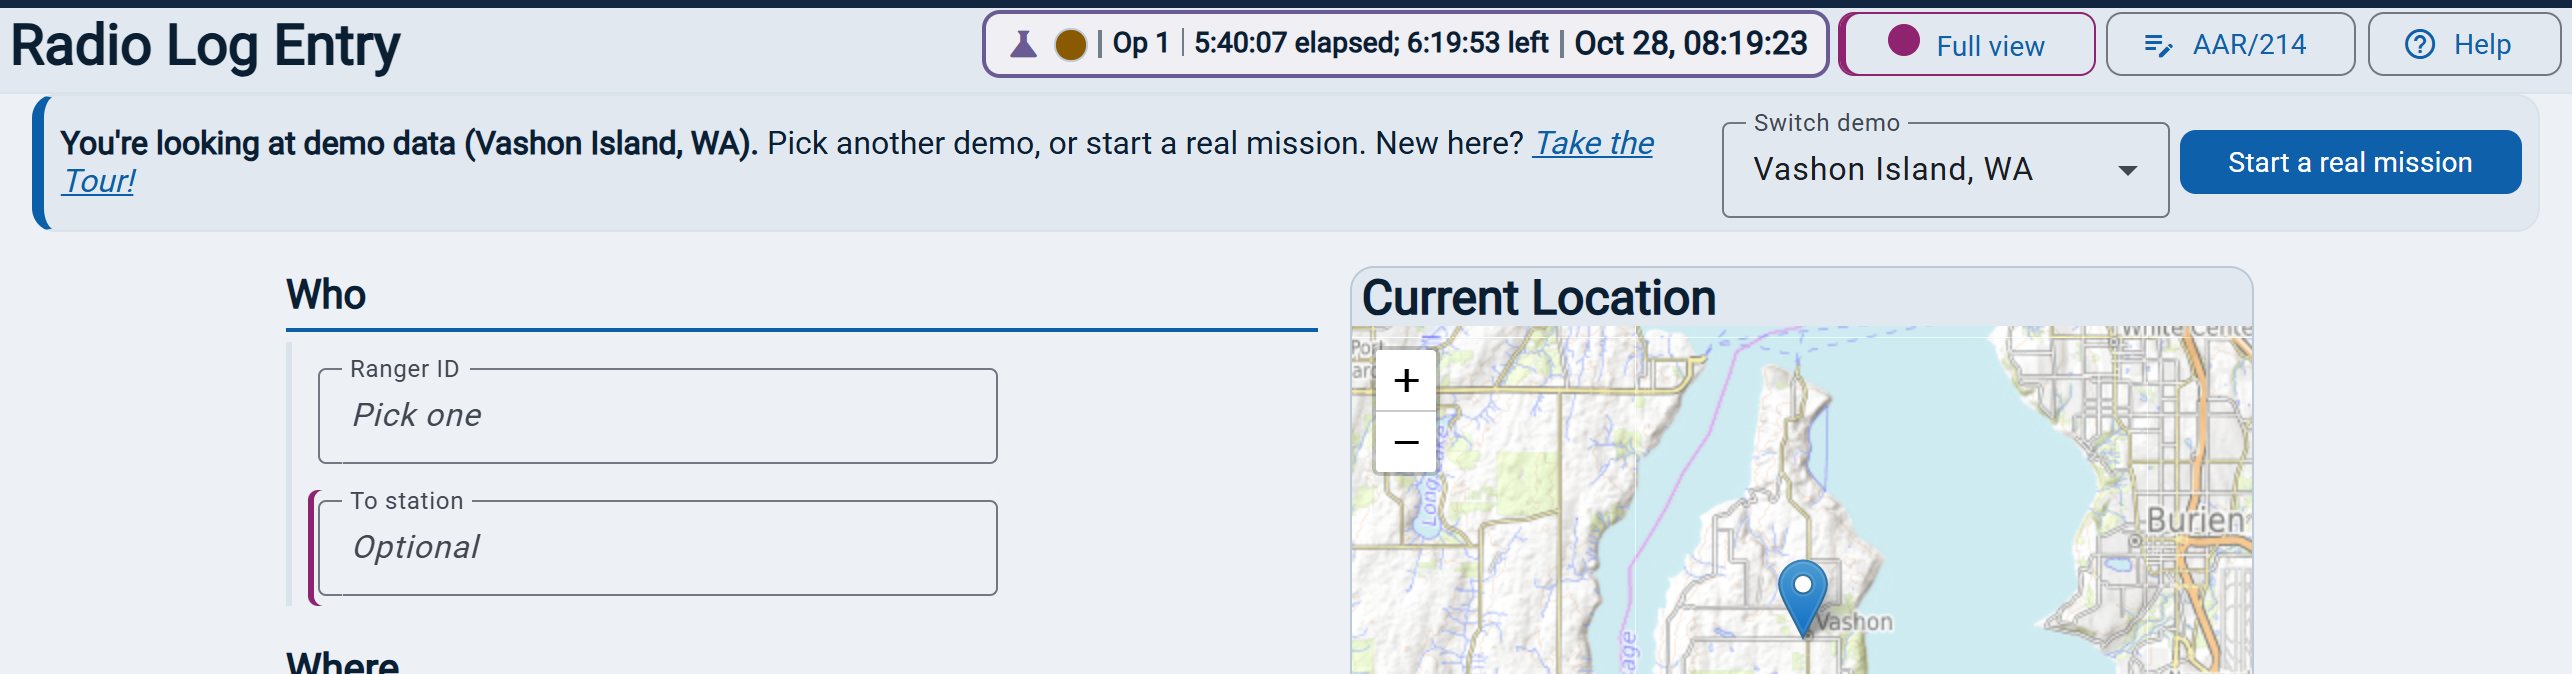 Radio Log Entry
Op 1 | 5:40:07 elapsed; 6:19:53 left | Oct 28, 08:19:23
Full view
AAR/214
Help
You're looking at demo data (Vashon Island, WA). Pick another demo, or start a real mission. New here? Take the
Tour!
Switch demo
Vashon Island, WA
Start a real mission
Who
Ranger ID
Pick one
To station
Optional
Where
Current Location
+
−
Long
Burien
Vashon